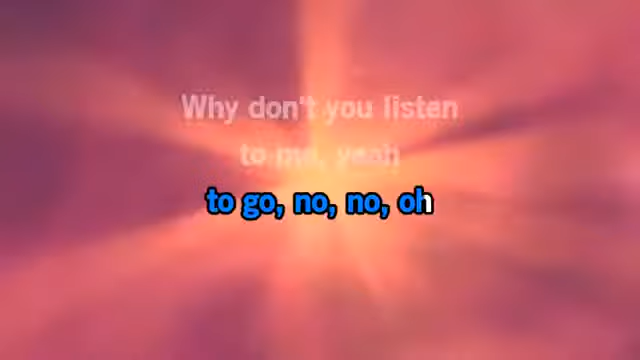 Why don't you listen
to me, yeah
to go, no, no, oh